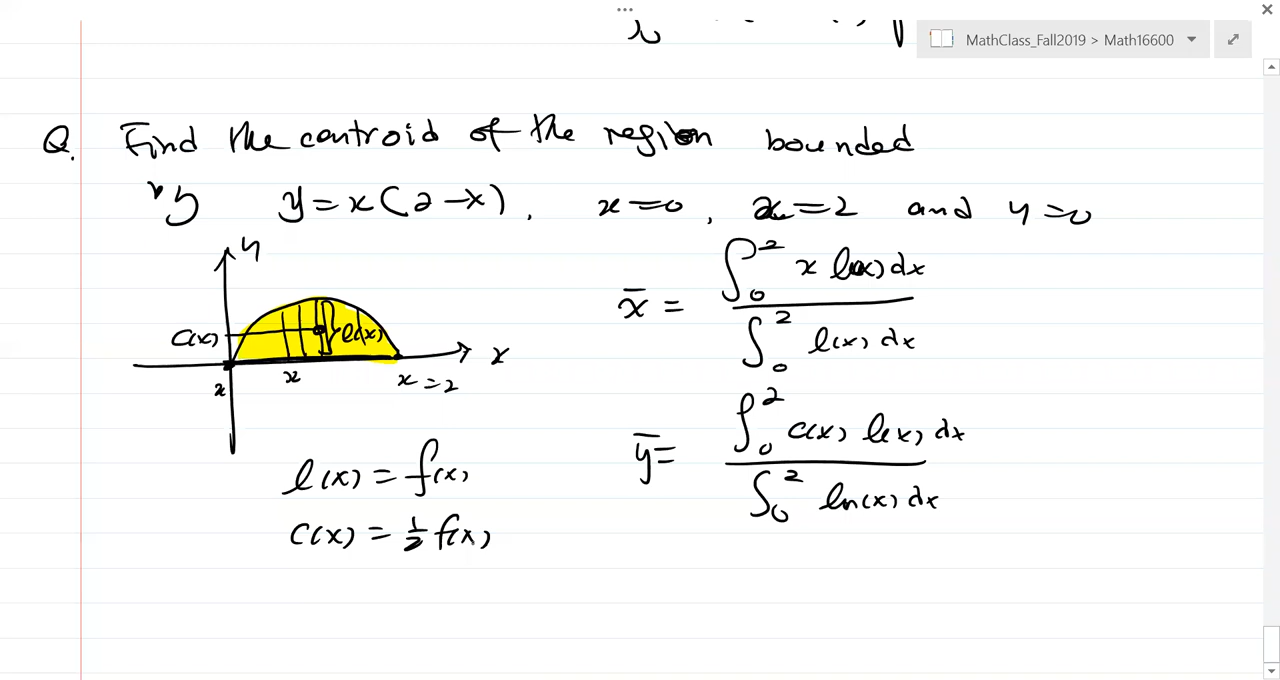 MathClass_Fall2019 > Math16600
Q. Find the centroid of the region bounded
by y = x(2-x), x=0, x=2 and y=0
y
c(x) l(x)
x x x=2 x
x̄ = ∫₀² x l(x) dx / ∫₀² l(x) dx
ȳ = ∫₀² c(x) l(x) dx / ∫₀² ln(x) dx
l(x) = f(x)
c(x) = ½ f(x)